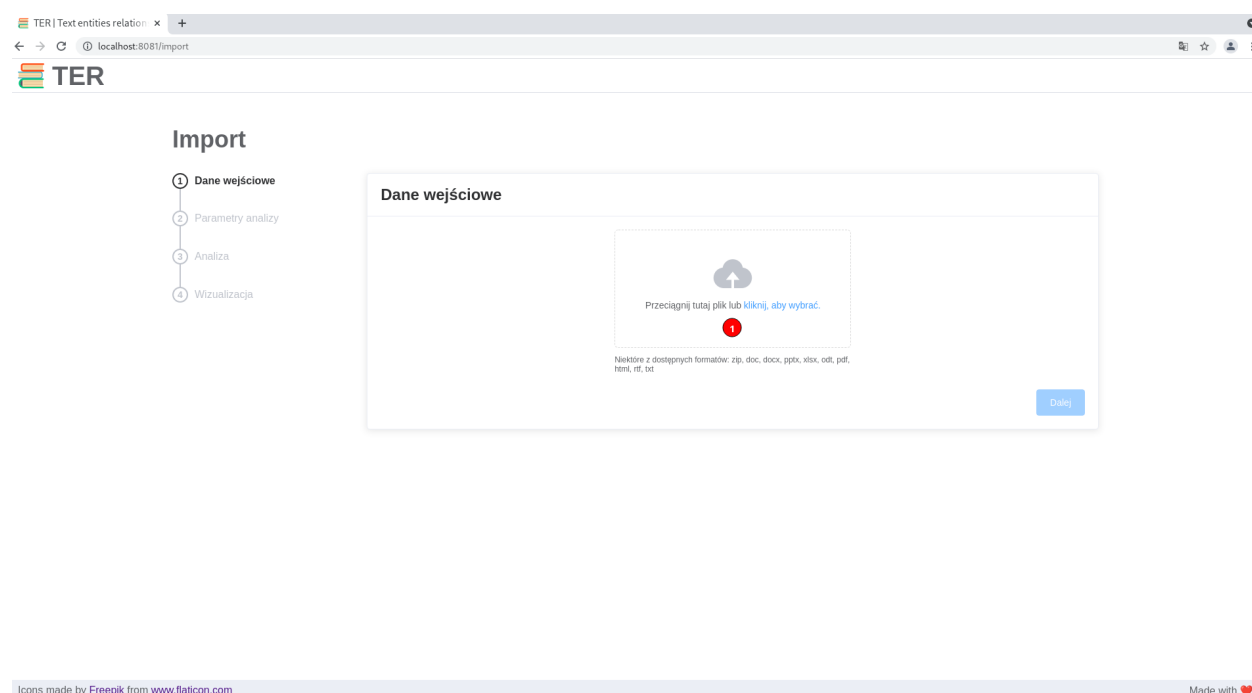 TER | Text entities relation
localhost:8081/import
TER
Import
1 Dane wejściowe
2 Parametry analizy
3 Analiza
4 Wizualizacja
Dane wejściowe
Przeciągnij tutaj plik lub kliknij, aby wybrać.
1
Niektóre z dostępnych formatów: zip, doc, docx, pptx, xlsx, odt, pdf,
html, rtf, txt
Dalej
Icons made by Freepik from www.flaticon.com
Made with ❤️